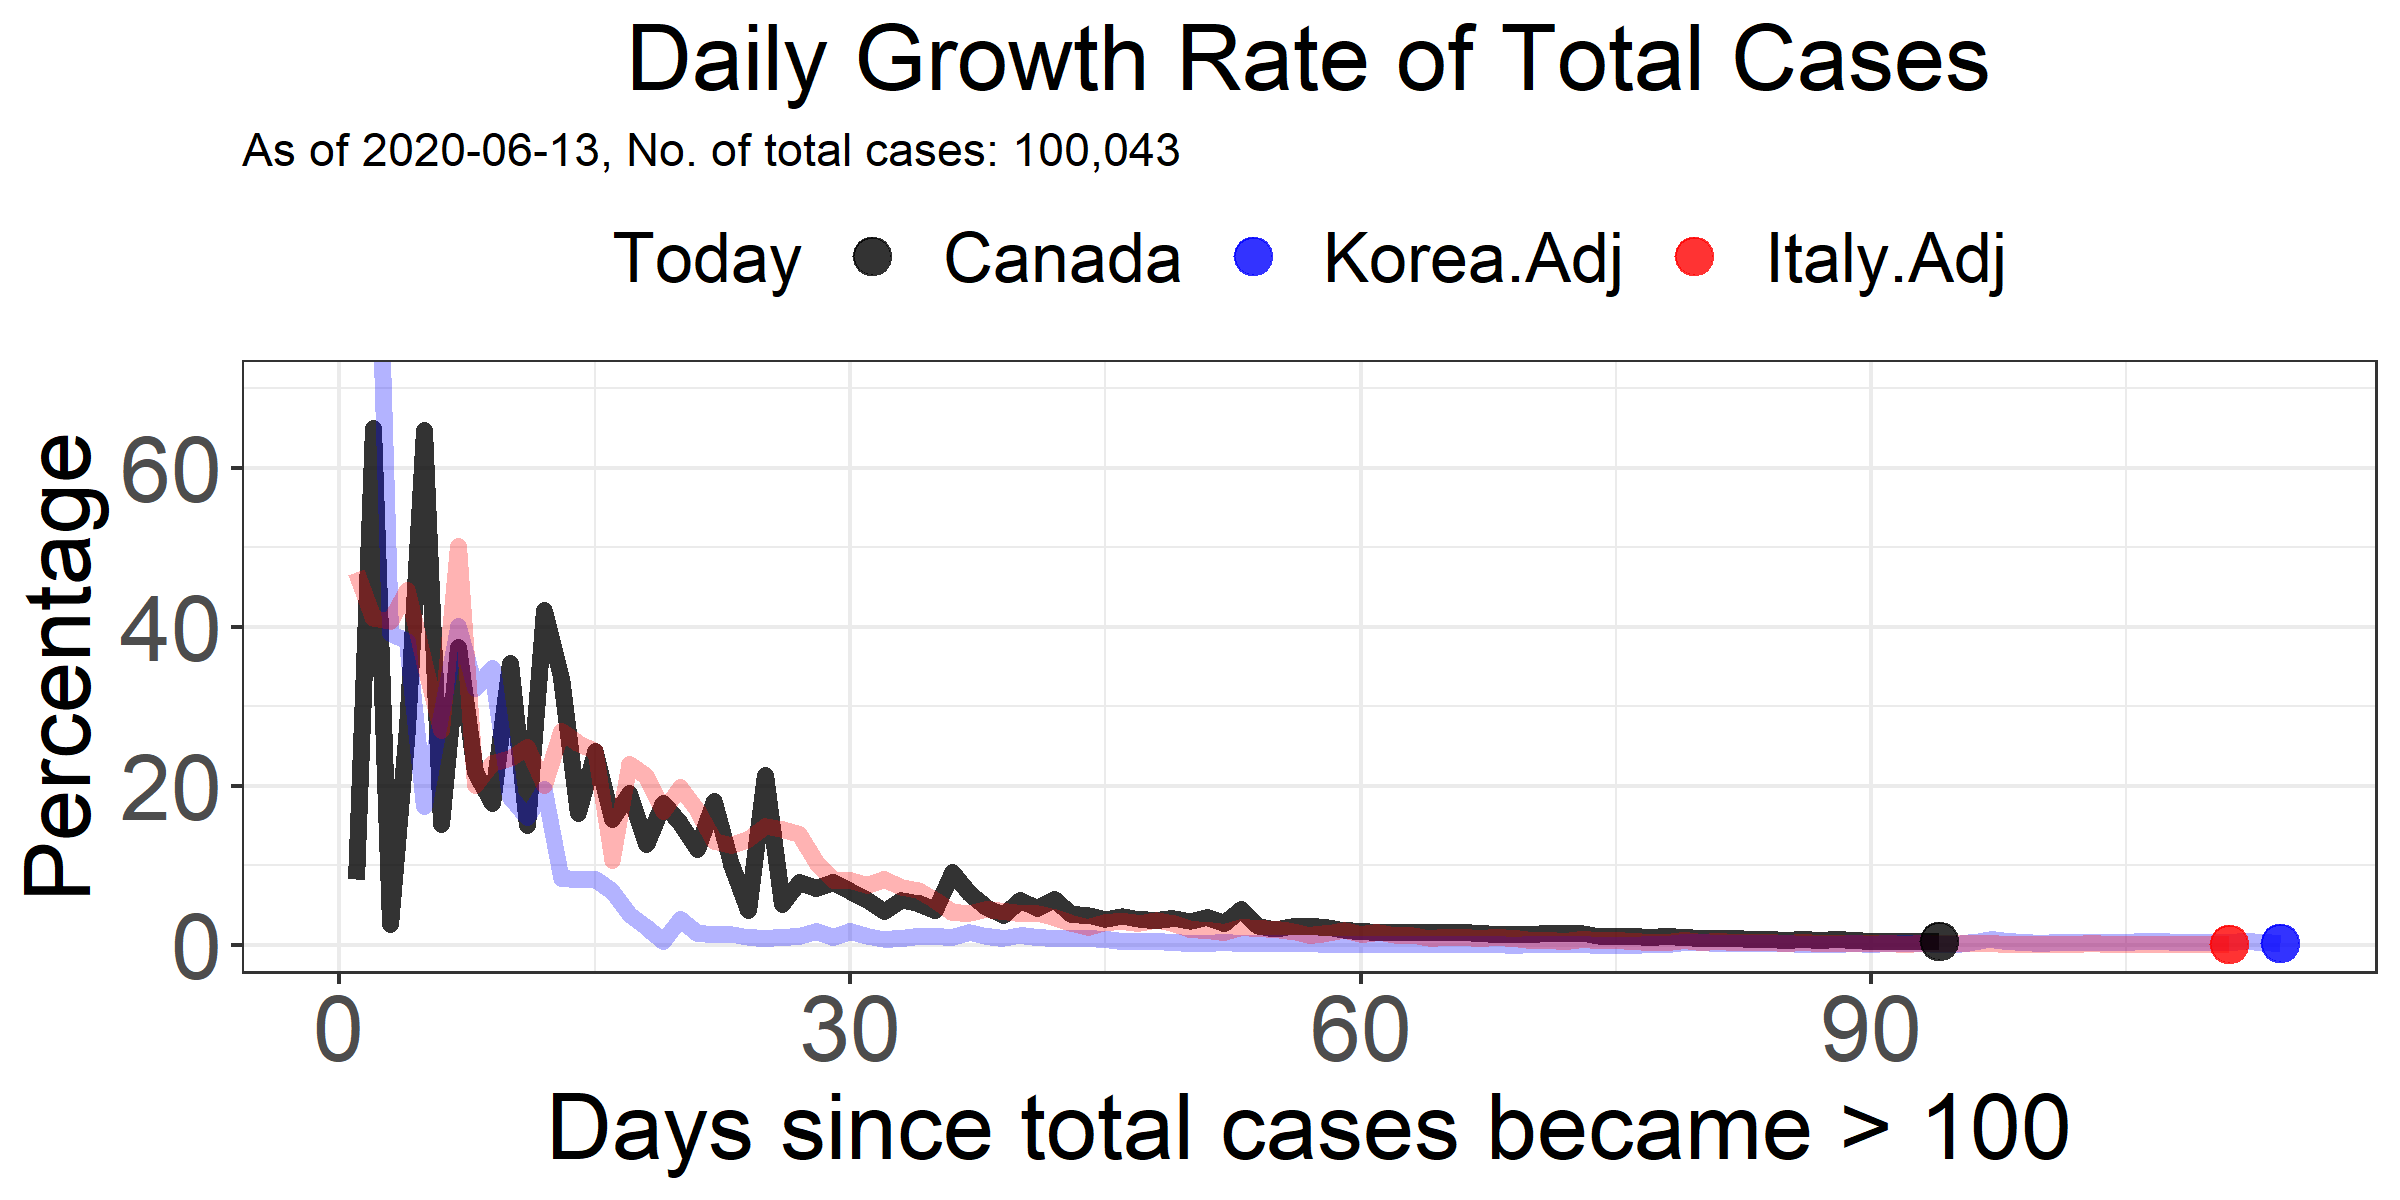 Daily Growth Rate of Total Cases
As of 2020-06-13, No. of total cases: 100,043
Today Canada Korea.Adj Italy.Adj
Percentage
60
40
20
0
0 30 60 90
Days since total cases became > 100